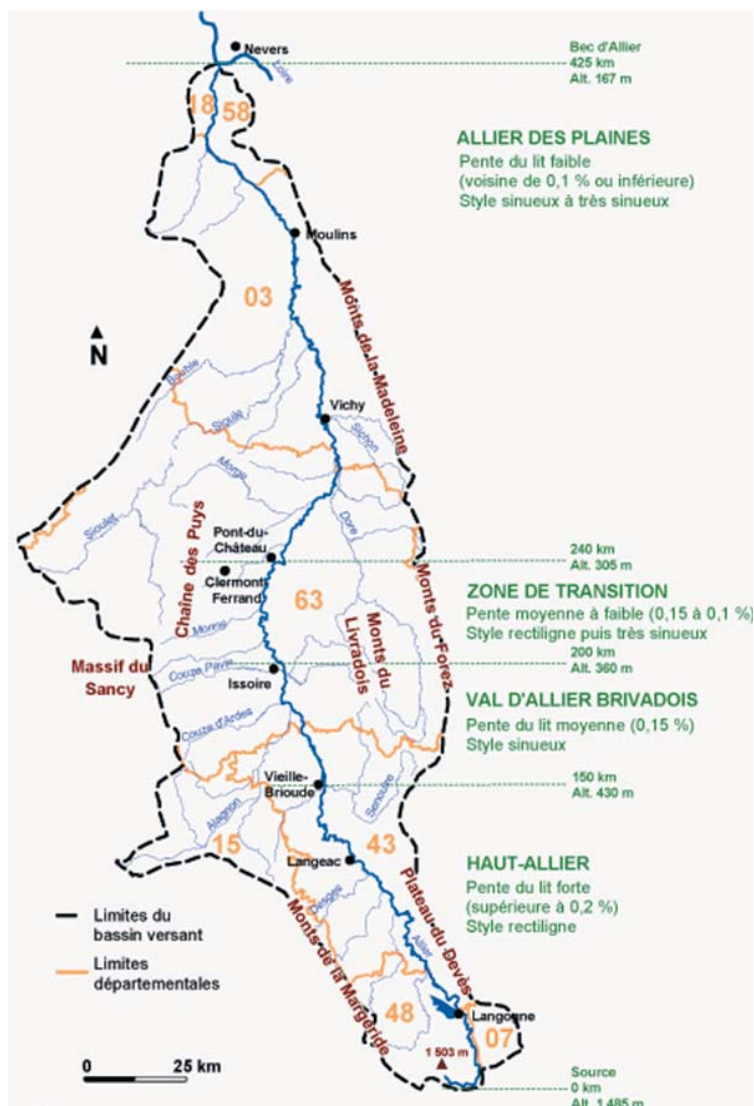 Nevers
Loire
Bec d'Allier
425 km
Alt. 167 m
18
58
ALLIER DES PLAINES
Pente du lit faible
(voisine de 0,1 % ou inférieure)
Style sinueux à très sinueux
Moulins
03
Monts de la Madeleine
N
Bouble
Sioule
Vichy
Sichon
Morge
Sioulet
Dore
Chaîne des Puys
Pont-du-
Château
240 km
Alt. 305 m
Clermont
Ferrand
63
Monts du Forez
ZONE DE TRANSITION
Pente moyenne à faible (0,15 à 0,1 %)
Style rectiligne puis très sinueux
Monts du
Livradois
Massif du
Sancy
Couza Pavin
200 km
Alt. 360 m
Issoire
VAL D'ALLIER BRIVADOIS
Pente du lit moyenne (0,15 %)
Style sinueux
Couza d'Ardes
Vieille-
Brioude
150 km
Alt. 430 m
Senouire
Alagnon
15
43
Langeac
HAUT-ALLIER
Pente du lit forte
(supérieure à 0,2 %)
Style rectiligne
Desges
Plateau du Devès
Limites du
bassin versant
Limites
départementales
Monts de la Margeride
Allier
48
Langogne
07
1 503 m
0 25 km
Source
0 km
Alt. 1 485 m